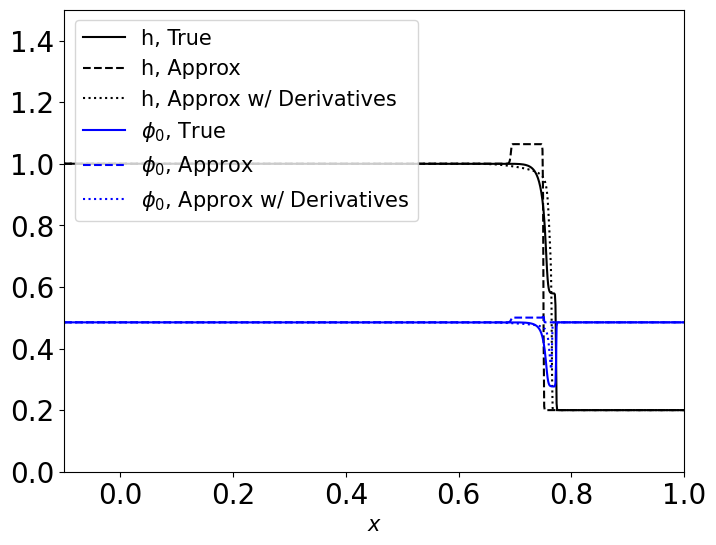 1.4
1.2
1.0
0.8
0.6
0.4
0.2
0.0
h, True
h, Approx
h, Approx w/ Derivatives
ϕ₀, True
ϕ₀, Approx
ϕ₀, Approx w/ Derivatives
0.0 0.2 0.4 0.6 0.8 1.0
x